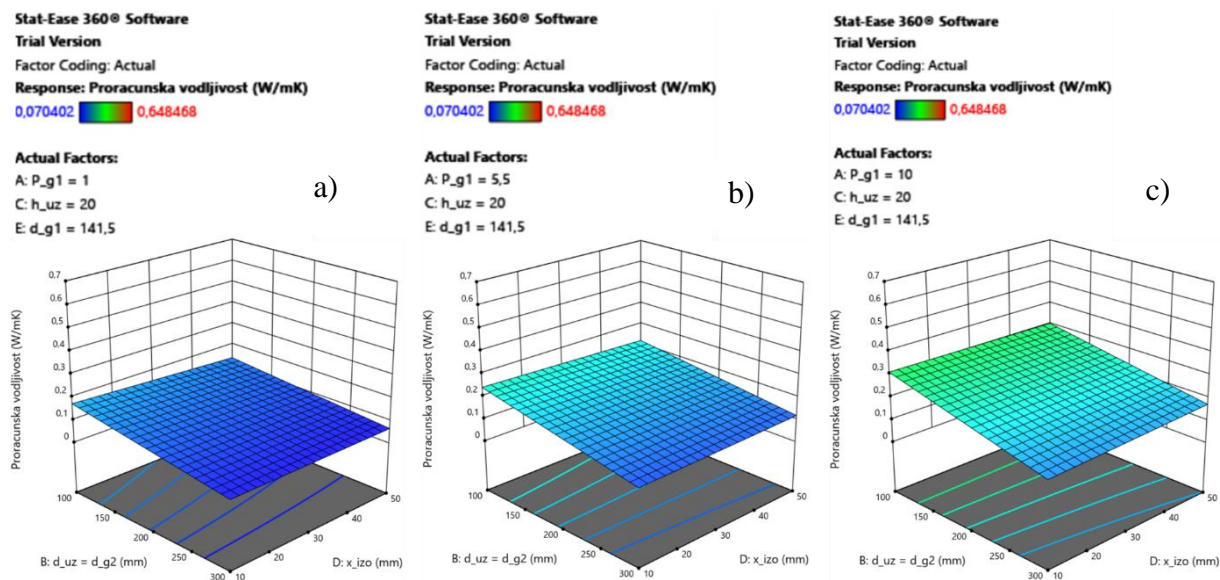 Stat-Ease 360® Software
Trial Version
Factor Coding: Actual
Response: Proracunska vodljivost (W/mK)
0,070402 0,648468
Actual Factors:
A: P_g1 = 1
C: h_uz = 20
E: d_g1 = 141,5
a)
Proracunska vodljivost (W/mK)
0,7
0,6
0,5
0,4
0,3
0,2
0,1
0
100
150
200
250
300
10
20
30
40
50
B: d_uz = d_g2 (mm)
D: x_izo (mm)
Stat-Ease 360® Software
Trial Version
Factor Coding: Actual
Response: Proracunska vodljivost (W/mK)
0,070402 0,648468
Actual Factors:
A: P_g1 = 5,5
C: h_uz = 20
E: d_g1 = 141,5
b)
Proracunska vodljivost (W/mK)
0,7
0,6
0,5
0,4
0,3
0,2
0,1
0
100
150
200
250
300
10
20
30
40
50
B: d_uz = d_g2 (mm)
D: x_izo (mm)
Stat-Ease 360® Software
Trial Version
Factor Coding: Actual
Response: Proracunska vodljivost (W/mK)
0,070402 0,648468
Actual Factors:
A: P_g1 = 10
C: h_uz = 20
E: d_g1 = 141,5
c)
Proracunska vodljivost (W/mK)
0,7
0,6
0,5
0,4
0,3
0,2
0,1
0
100
150
200
250
300
10
20
30
40
50
B: d_uz = d_g2 (mm)
D: x_izo (mm)